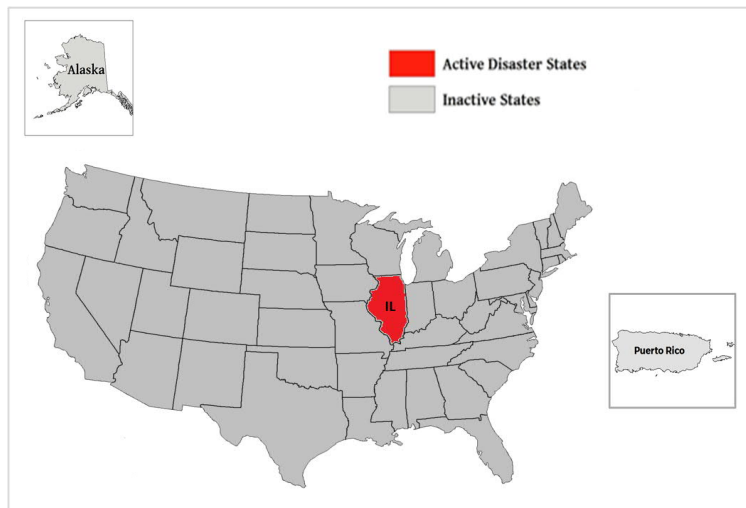 Alaska
Active Disaster States
Inactive States
IL
Puerto Rico